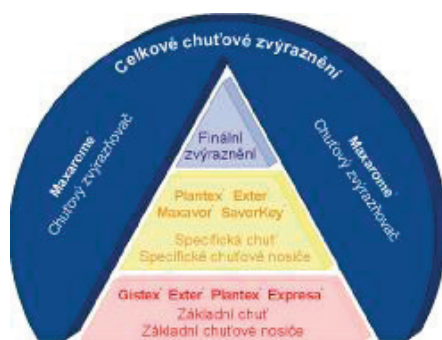 Celkové chuťové zvýraznění
Maxarome®
Chuťový zvýrazňovač
Maxarome®
Chuťový zvýrazňovač
Finální
zvýraznění
Plantex® Exter®
Maxavor® SavorKey®
Specifická chuť
Specifické chuťové nosiče
Gistex® Exter® Plantex® Expresa®
Základní chuť
Základní chuťové nosiče